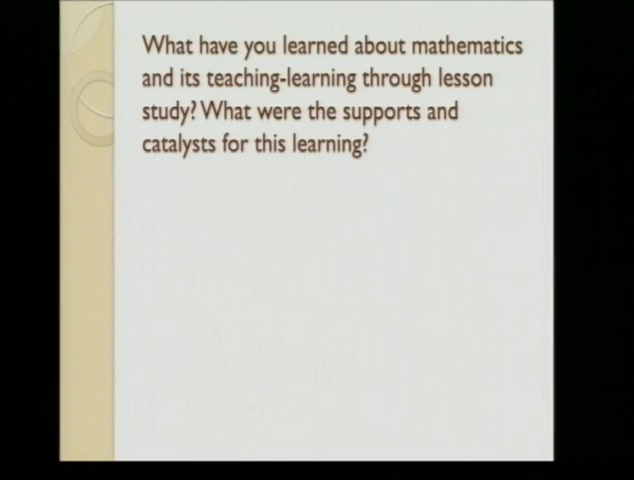 What have you learned about mathematics
and its teaching-learning through lesson
study? What were the supports and
catalysts for this learning?